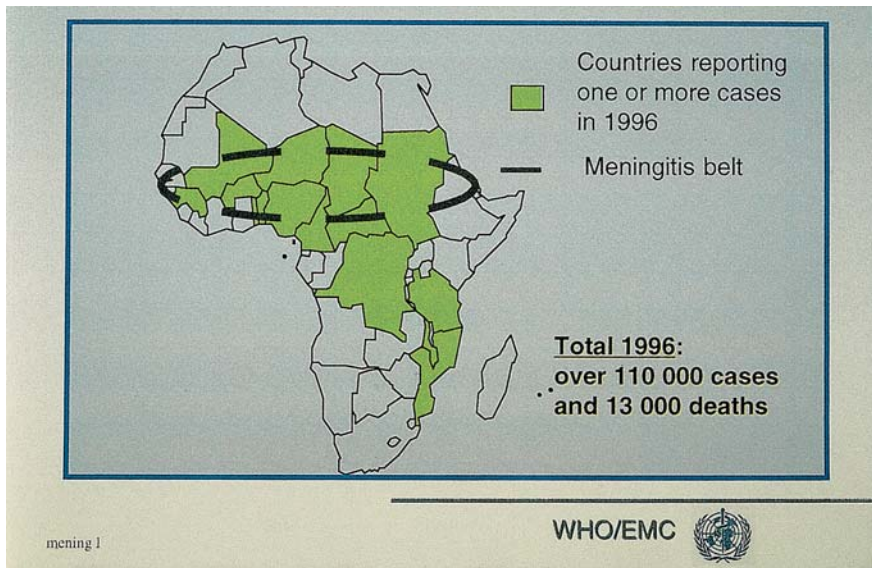 Countries reporting
one or more cases
in 1996
Meningitis belt
Total 1996:
over 110 000 cases
and 13 000 deaths
WHO/EMC
mening 1